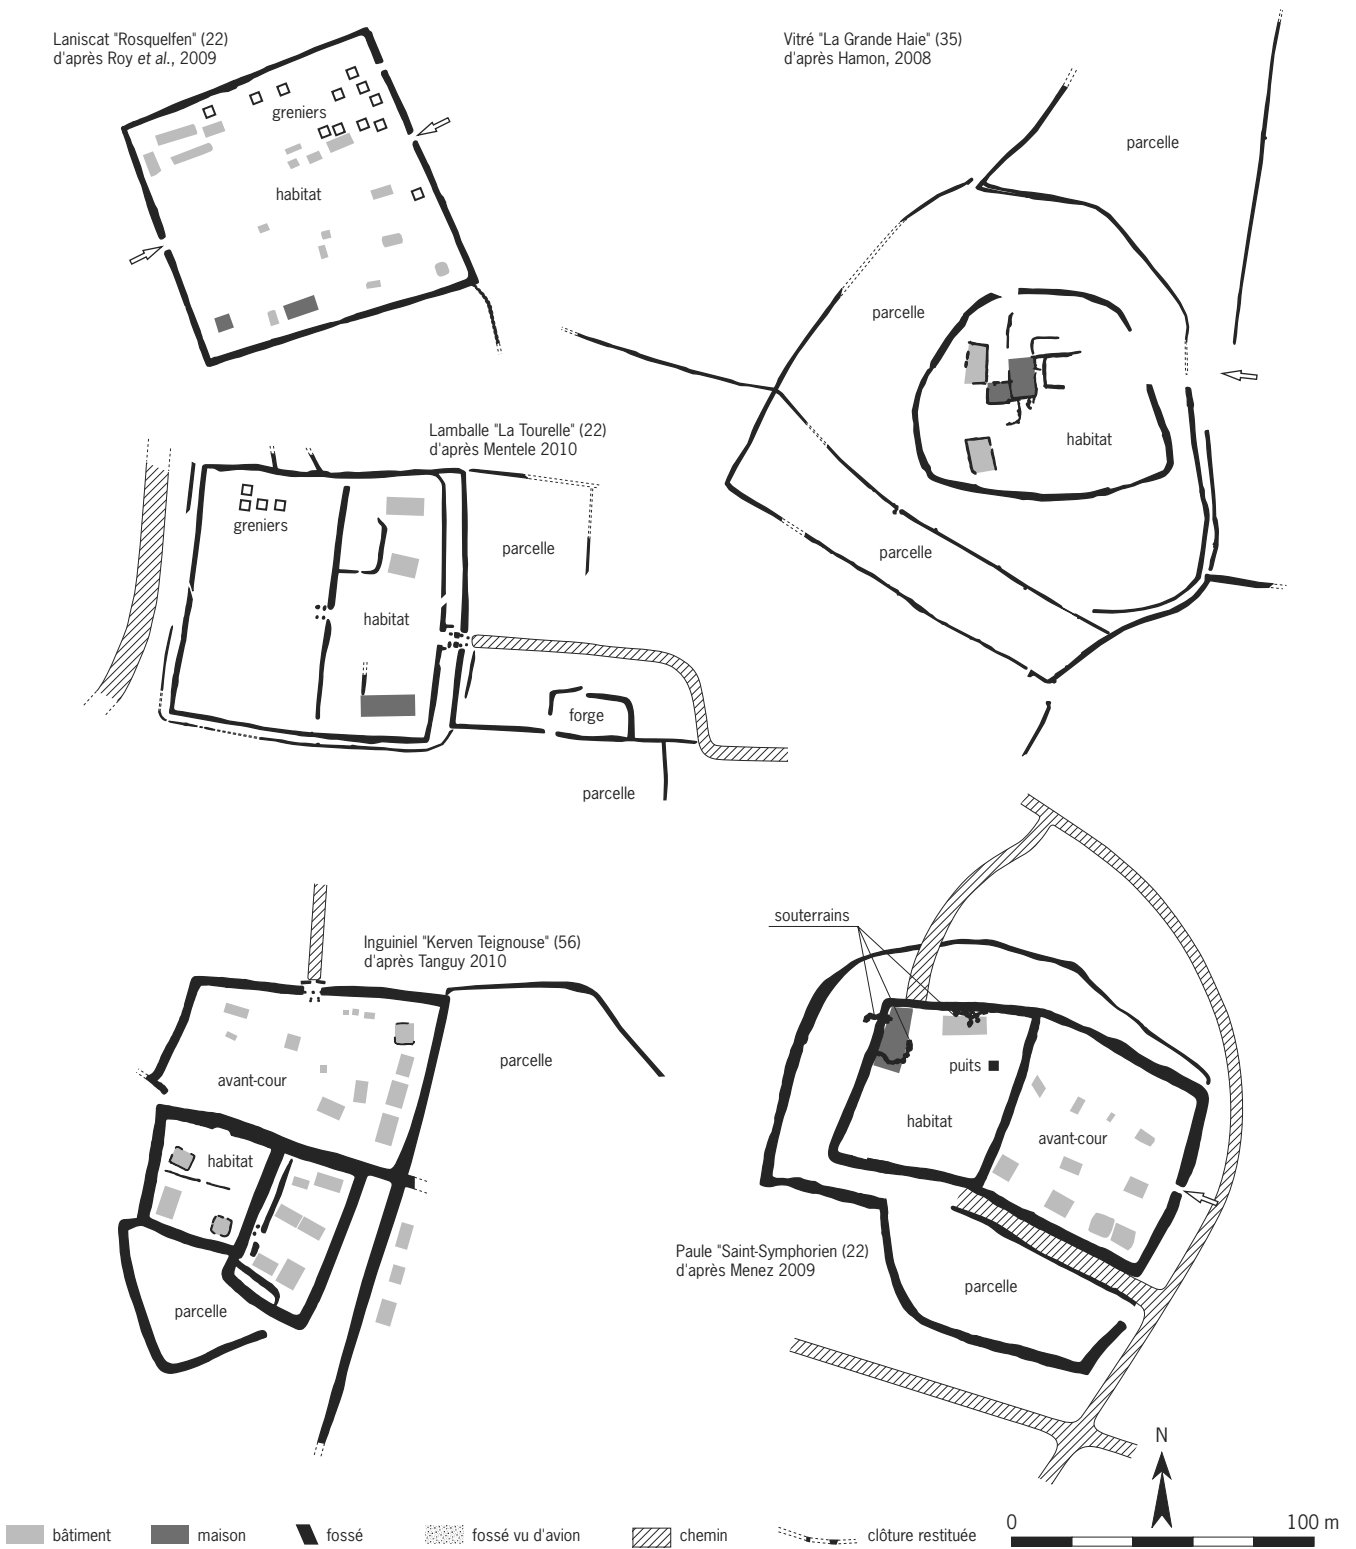 Laniscat "Rosquelfen" (22)
d'après Roy et al., 2009
greniers
habitat
Vitré "La Grande Haie" (35)
d'après Hamon, 2008
parcelle
parcelle
habitat
parcelle
Lamballe "La Tourelle" (22)
d'après Mentele 2010
greniers
parcelle
habitat
forge
parcelle
Inguiniel "Kerven Teignouse" (56)
d'après Tanguy 2010
avant-cour
parcelle
habitat
parcelle
souterrains
puits
habitat
avant-cour
Paule "Saint-Symphorien (22)
d'après Menez 2009
parcelle
N
bâtiment
maison
fossé
fossé vu d'avion
chemin
clôture restituée
0
100 m